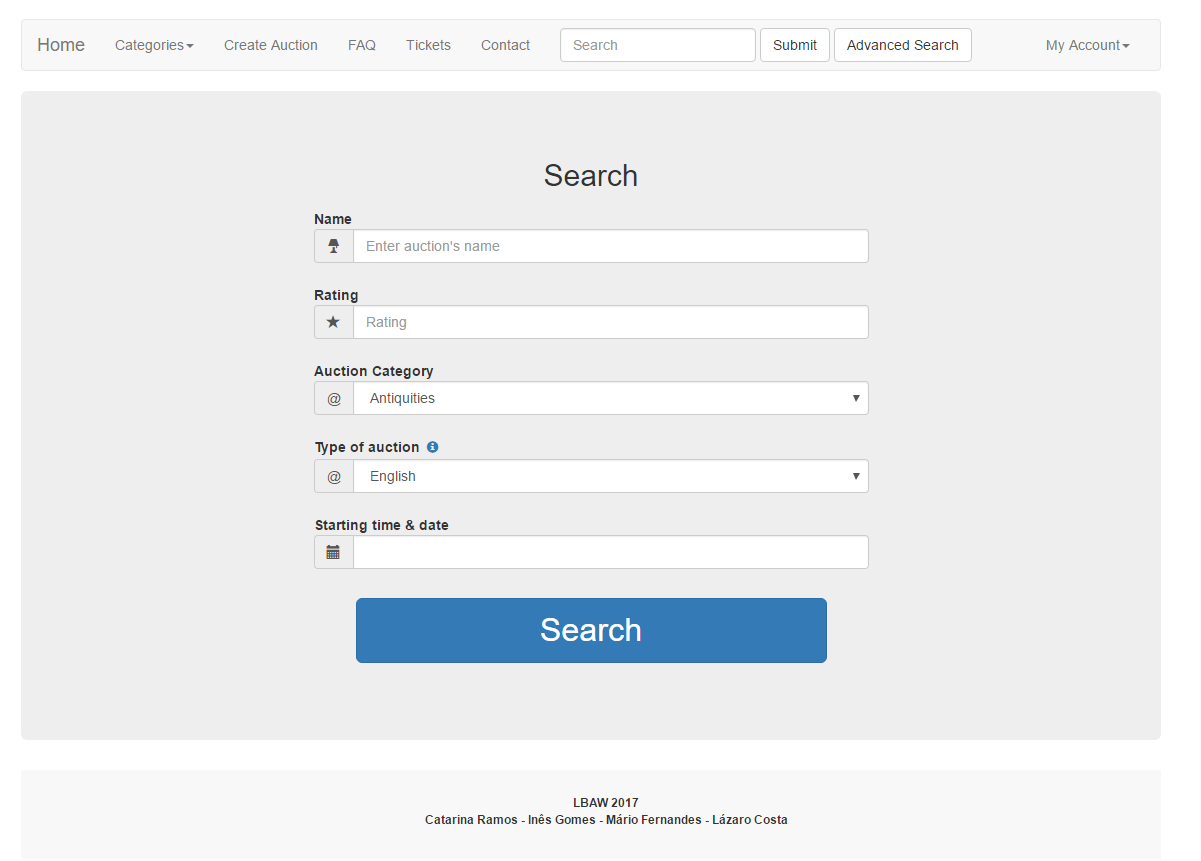 Home Categories Create Auction FAQ Tickets Contact Search Submit Advanced Search My Account
Search
Name
Enter auction's name
Rating
Rating
Auction Category
@ Antiquities
Type of auction
@ English
Starting time & date
Search
LBAW 2017
Catarina Ramos - Inês Gomes - Mário Fernandes - Lázaro Costa